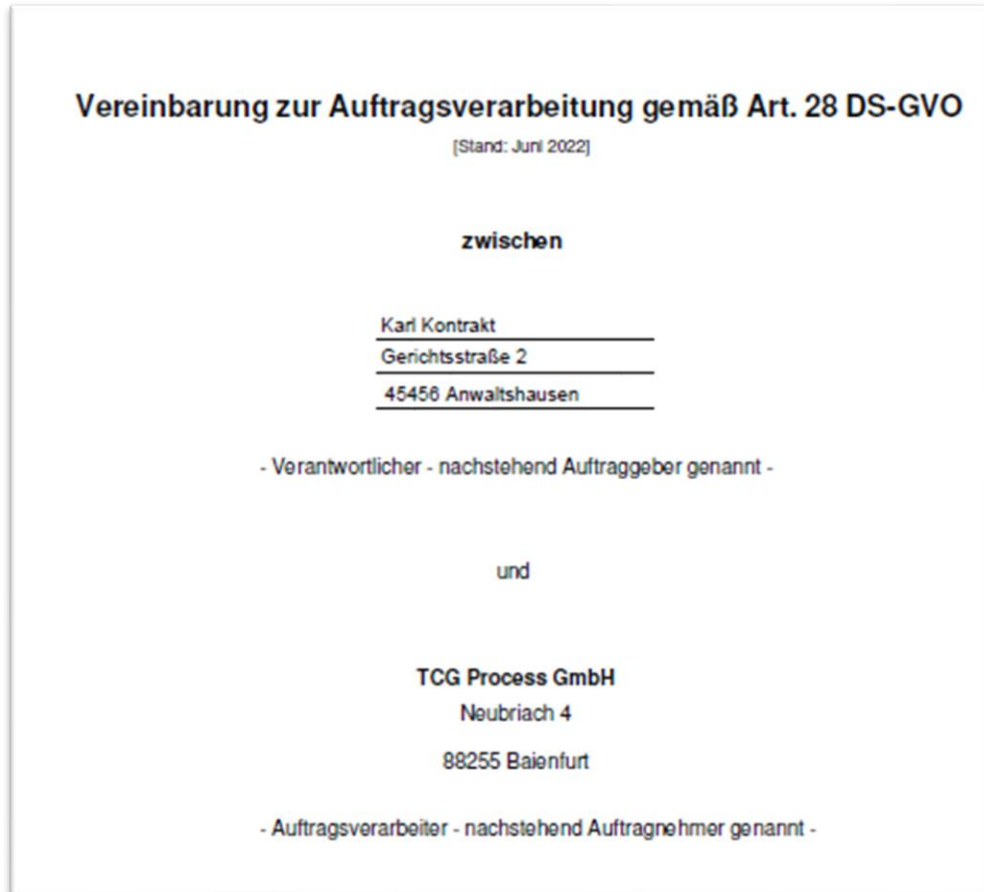 Vereinbarung zur Auftragsverarbeitung gemäß Art. 28 DS-GVO
[Stand: Juni 2022]
zwischen
Karl Kontrakt
Gerichtsstraße 2
45456 Anwaltshausen
- Verantwortlicher - nachstehend Auftraggeber genannt -
und
TCG Process GmbH
Neubriach 4
88255 Baienfurt
- Auftragsverarbeiter - nachstehend Auftragnehmer genannt -